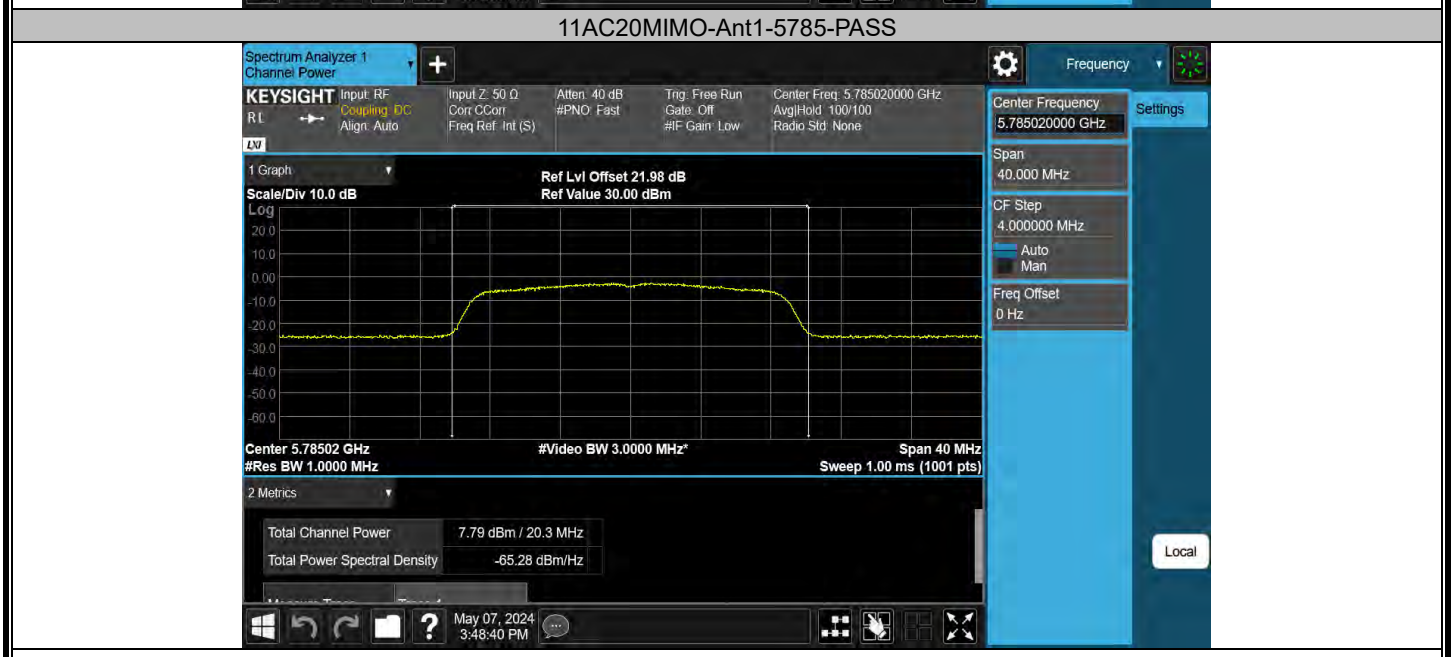 11AC20MIMO-Ant1-5785-PASS
Spectrum Analyzer 1
Channel Power
Frequency
KEYSIGHT
R L
LXI
Input: RF
Coupling: DC
Align: Auto
Input Z: 50 Ω
Corr CCorr
Freq Ref: Int (S)
Atten: 40 dB
#PNO: Fast
Trig: Free Run
Gate: Off
#IF Gain: Low
Center Freq: 5.785020000 GHz
Avg|Hold: 100/100
Radio Std: None
Center Frequency
5.785020000 GHz
Settings
Span
40.000 MHz
CF Step
4.000000 MHz
Auto
Man
Freq Offset
0 Hz
1 Graph
Scale/Div 10.0 dB
Ref Lvl Offset 21.98 dB
Ref Value 30.00 dBm
Log
20.0
10.0
0.00
-10.0
-20.0
-30.0
-40.0
-50.0
-60.0
Center 5.78502 GHz
#Res BW 1.0000 MHz
#Video BW 3.0000 MHz*
Span 40 MHz
Sweep 1.00 ms (1001 pts)
2 Metrics
Total Channel Power 7.79 dBm / 20.3 MHz
Total Power Spectral Density -65.28 dBm/Hz
Local
?
May 07, 2024
3:48:40 PM